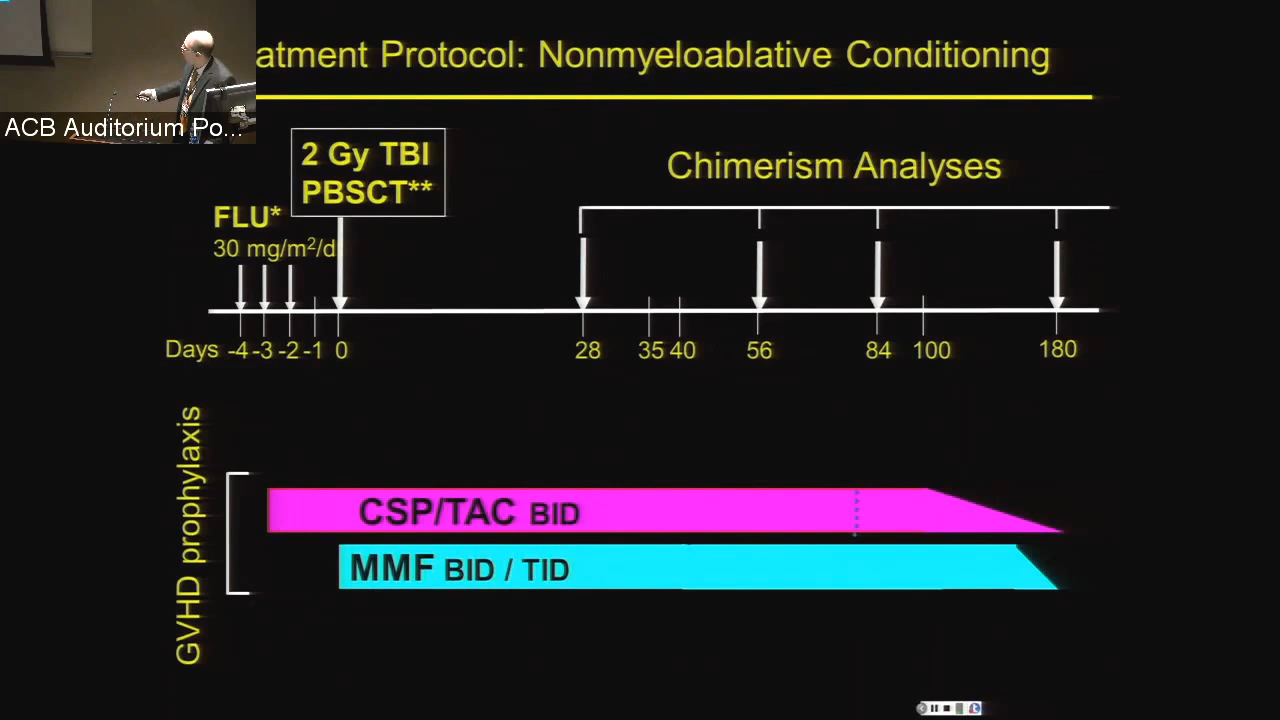 atment Protocol: Nonmyeloablative Conditioning
ACB Auditorium Po...
2 Gy TBI
PBSCT**
Chimerism Analyses
FLU*
30 mg/m²/d
Days -4 -3 -2 -1 0 28 35 40 56 84 100 180
GVHD prophylaxis
CSP/TAC BID
MMF BID / TID